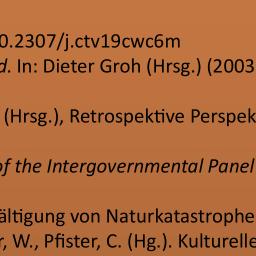 0.2307/j.ctv19cwc6m
d. In: Dieter Groh (Hrsg.) (2003
(Hrsg.), Retrospektive Perspek
of the Intergovernmental Panel
ältigung von Naturkatastrophe
r, W., Pfister, C. (Hg.). Kulturelle